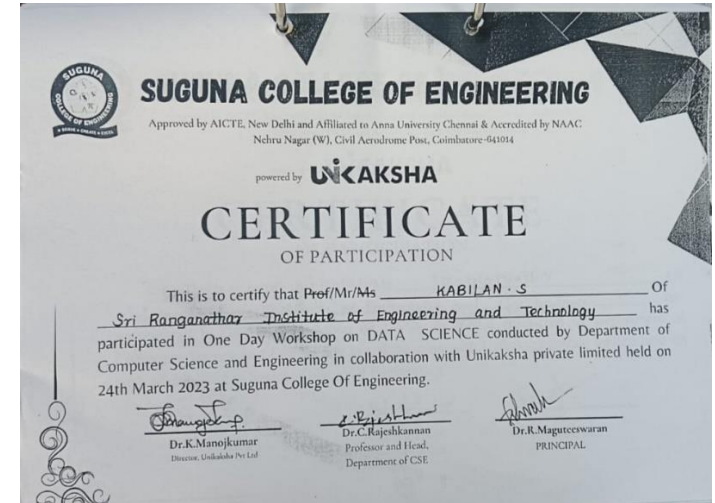 SUGUNA
COLLEGE OF ENGINEERING
SUGUNA COLLEGE OF ENGINEERING
Approved by AICTE, New Delhi and Affiliated to Anna University Chennai & Accredited by NAAC
Nehru Nagar (W), Civil Aerodrome Post, Coimbatore-641014
powered by UNIKAKSHA
CERTIFICATE
OF PARTICIPATION
This is to certify that Prof/Mr/Ms KABILAN. S Of
Sri Ranganathar Institute of Engineering and Technology has
participated in One Day Workshop on DATA SCIENCE conducted by Department of
Computer Science and Engineering in collaboration with Unikaksha private limited held on
24th March 2023 at Suguna College Of Engineering.
Dr.K.Manojkumar
Director, Unikaksha Pvt Ltd
Dr.C.Rajeshkannan
Professor and Head,
Department of CSE
Dr.R.Maguteeswaran
PRINCIPAL